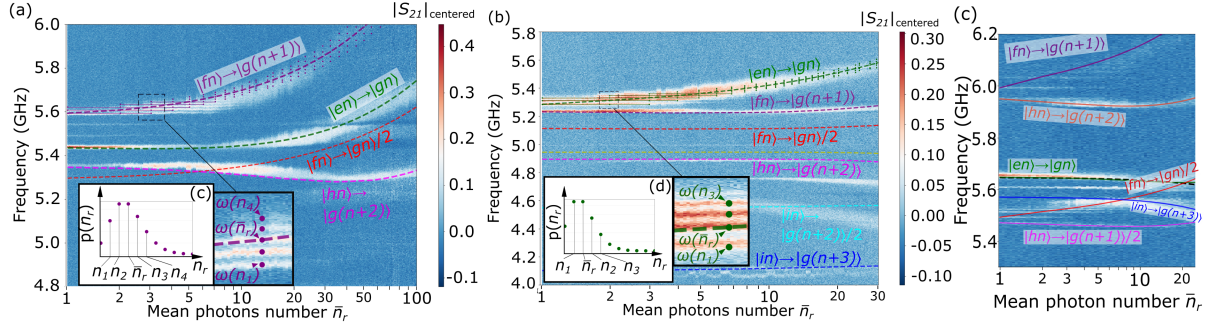 (a)
|S21|centered
6.0
5.8
5.6
5.4
5.2
5.0
4.8
Frequency (GHz)
|fn⟩→|g(n+1)⟩
|en⟩→|gn⟩
|fn⟩→|gn⟩/2
|hn⟩→
|g(n+2)⟩
0.4
0.3
0.2
0.1
0.0
-0.1
(c)
p(nr)
n1 n2 n̄r n3 n4 nr
ω(n4)
ω(n̄r)
ω(n1)
1 2 3 4 5 10 20 30 40 50 100
Mean photons number n̄r
(b)
|S21|centered
5.8
5.6
5.4
5.2
5.0
4.8
4.6
4.4
4.2
4.0
Frequency (GHz)
|en⟩→|gn⟩
|fn⟩→|g(n+1)⟩
|fn⟩→|gn⟩/2
|hn⟩→|g(n+2)⟩
|in⟩→
|g(n+2)⟩/2
|in⟩→|g(n+3)⟩
0.30
0.25
0.20
0.15
0.10
0.05
0.00
-0.05
-0.10
(d)
p(nr)
n1 n̄r n2 n3 nr
ω(n3)
ω(n̄r)
ω(n1)
1 2 3 4 5 10 20 30
Mean photon number n̄r
(c)
6.2
6.0
5.8
5.6
5.4
Frequency (GHz)
|fn⟩→|g(n+1)⟩
|hn⟩→|g(n+2)⟩
|en⟩→|gn⟩
|fn⟩→|gn⟩/2
|in⟩→|g(n+3)⟩
|hn⟩→|g(n+1)⟩/2
1 10 20
Mean photon number n̄r